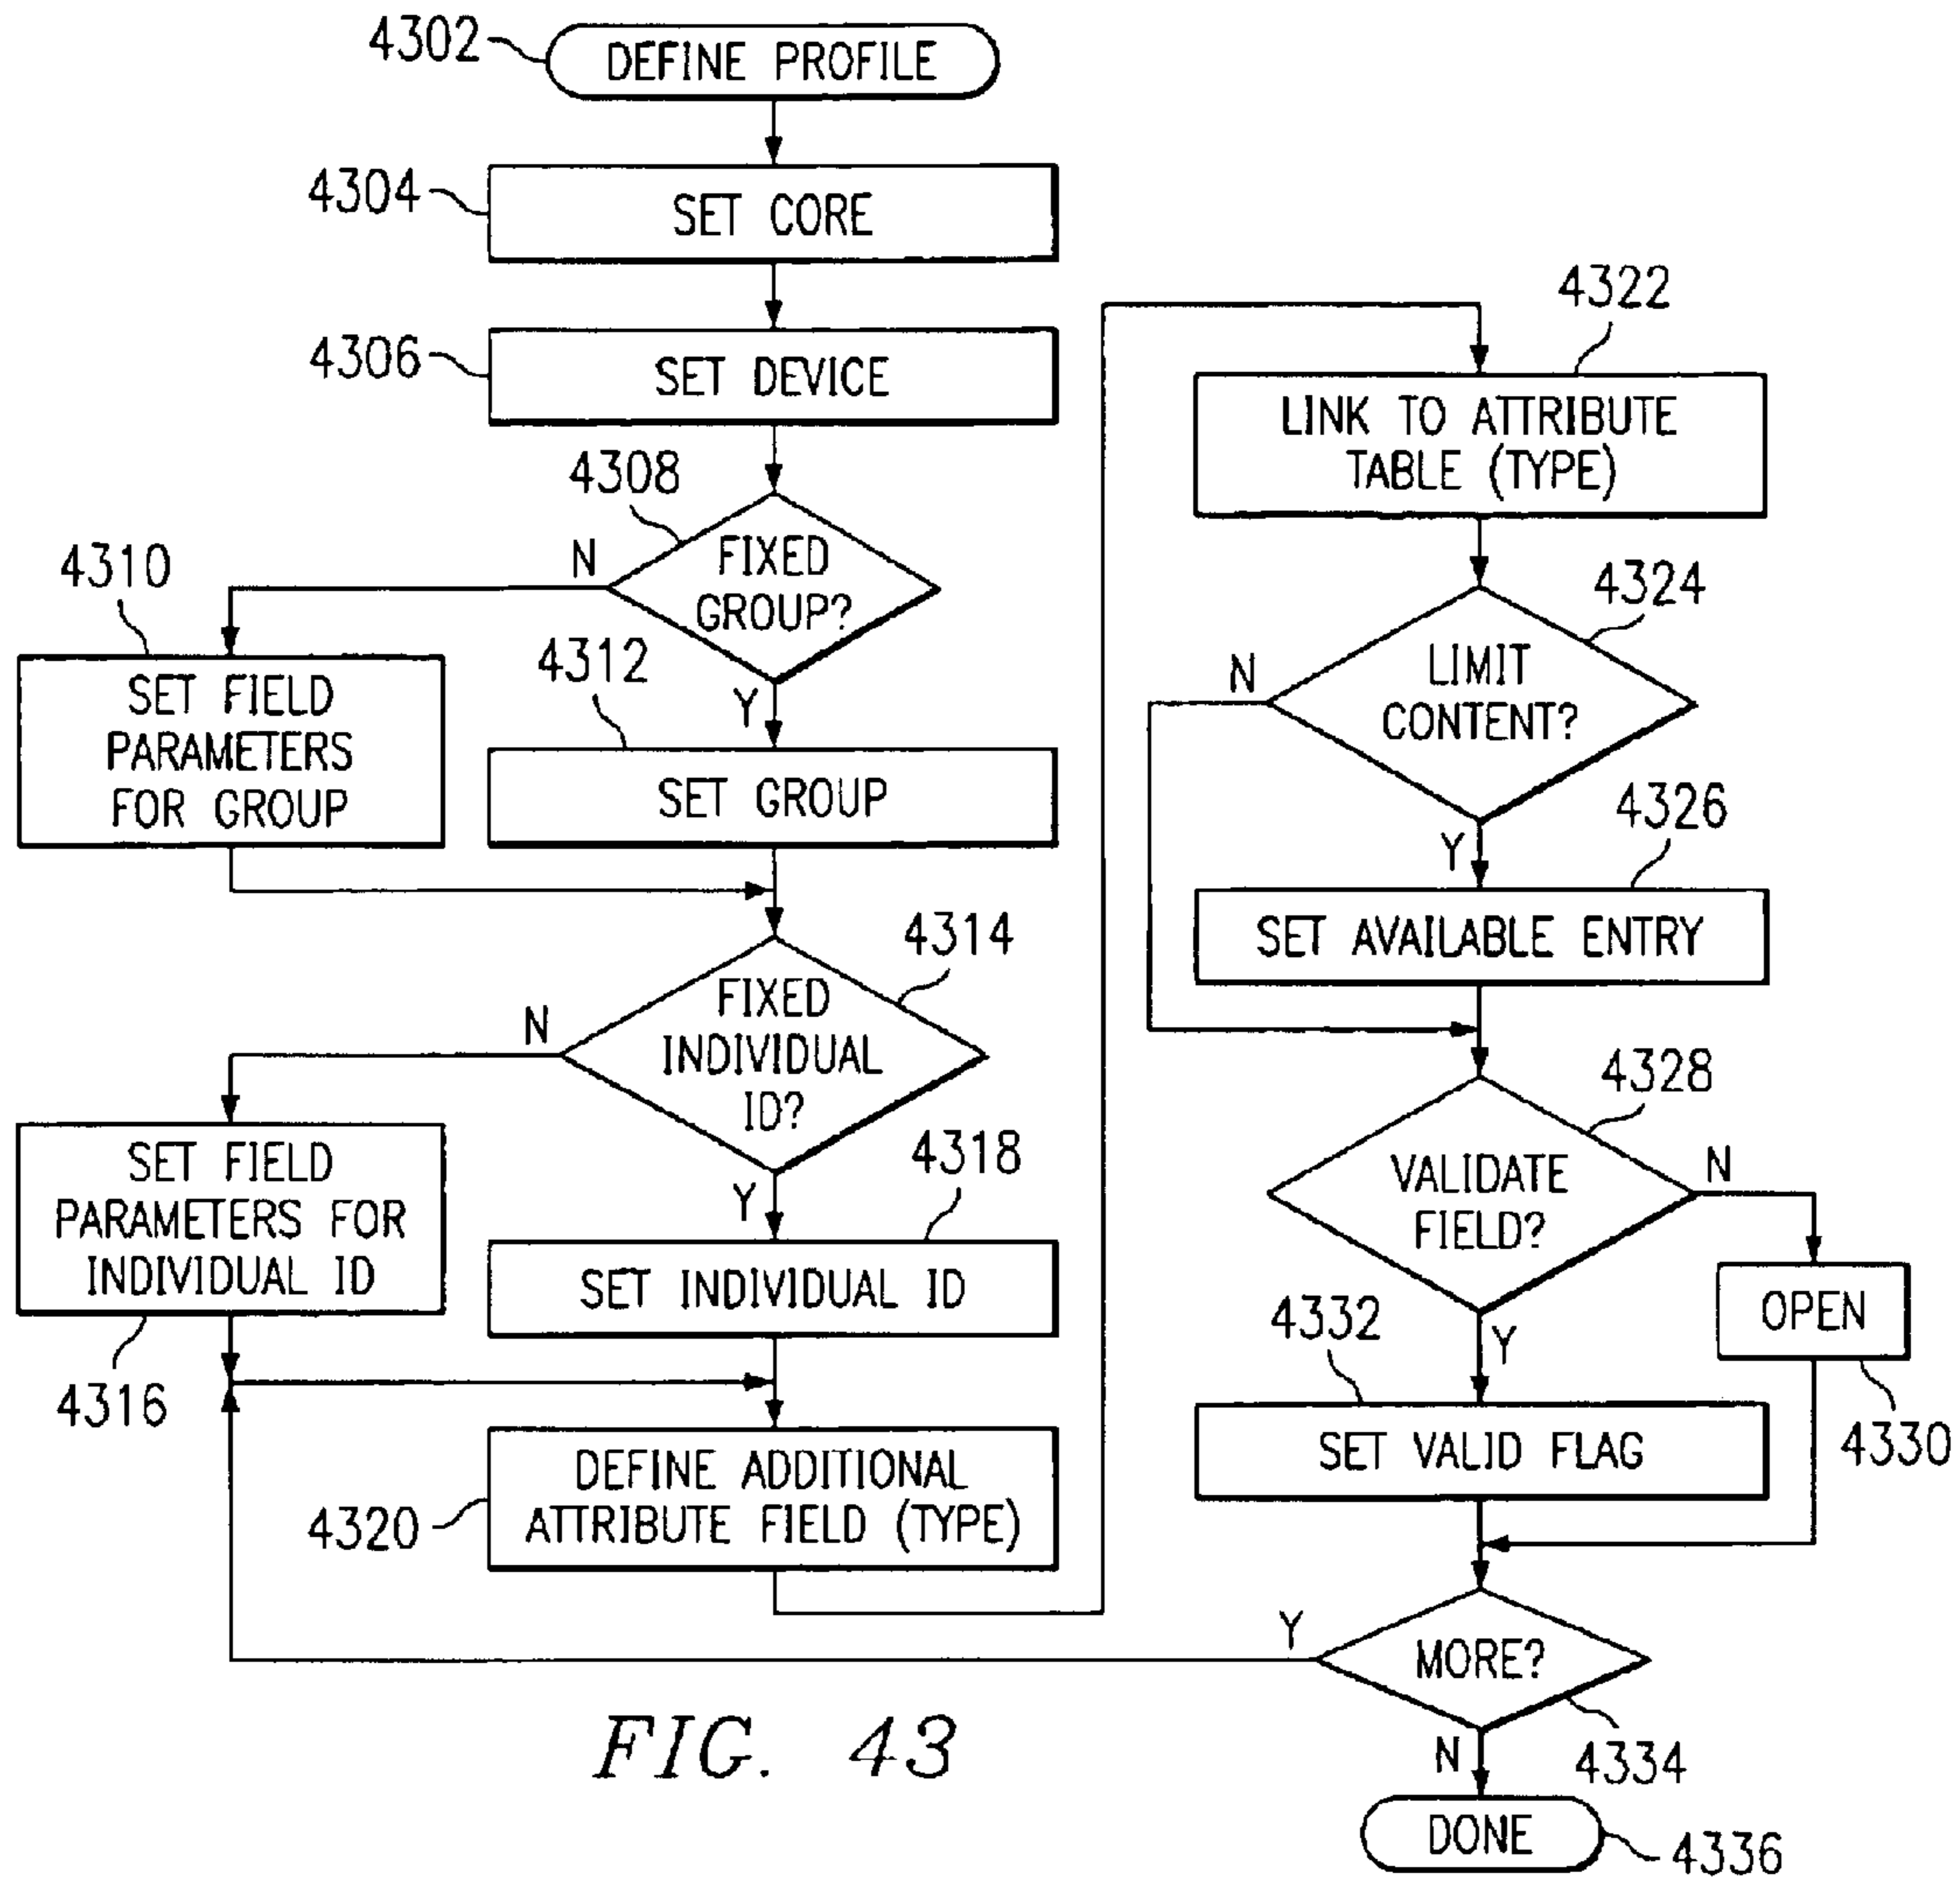 4302
DEFINE PROFILE
4304
SET CORE
4306
SET DEVICE
4308
FIXED
GROUP?
N
Y
4310
SET FIELD
PARAMETERS
FOR GROUP
4312
SET GROUP
4314
FIXED
INDIVIDUAL
ID?
N
Y
4316
SET FIELD
PARAMETERS FOR
INDIVIDUAL ID
4318
SET INDIVIDUAL ID
4320
DEFINE ADDITIONAL
ATTRIBUTE FIELD (TYPE)
4322
LINK TO ATTRIBUTE
TABLE (TYPE)
4324
LIMIT
CONTENT?
N
Y
4326
SET AVAILABLE ENTRY
4328
VALIDATE
FIELD?
N
Y
OPEN
4330
4332
SET VALID FLAG
MORE?
Y
N
4334
DONE
4336
FIG. 43